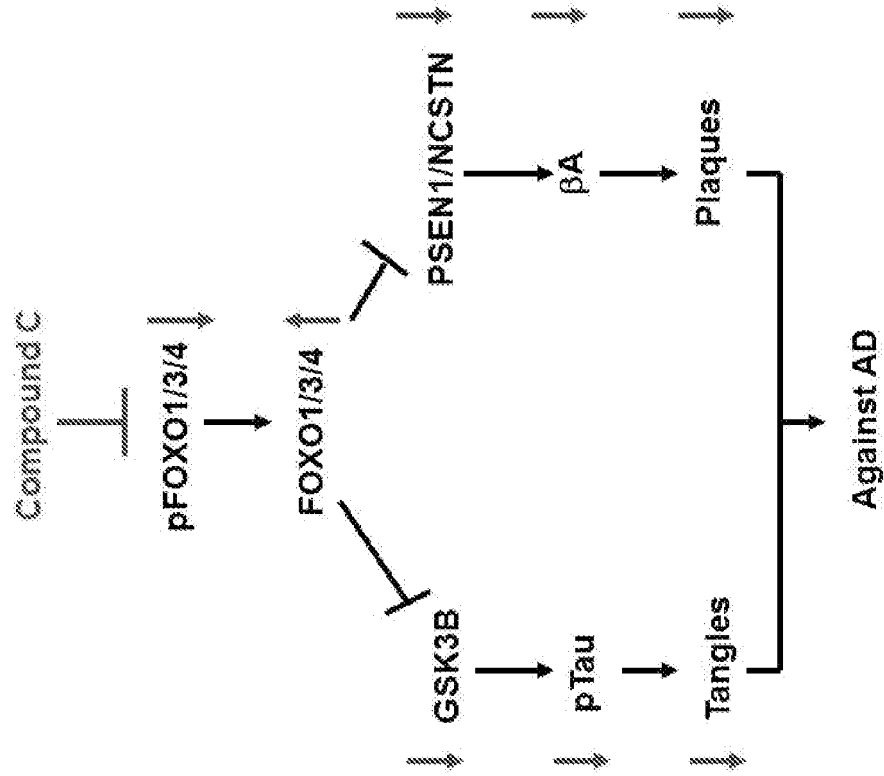 Compound C
pFOXO1/3/4
FOXO1/3/4
GSK3B
PSEN1/NCSTN
pTau
βA
Tangles
Plaques
Against AD